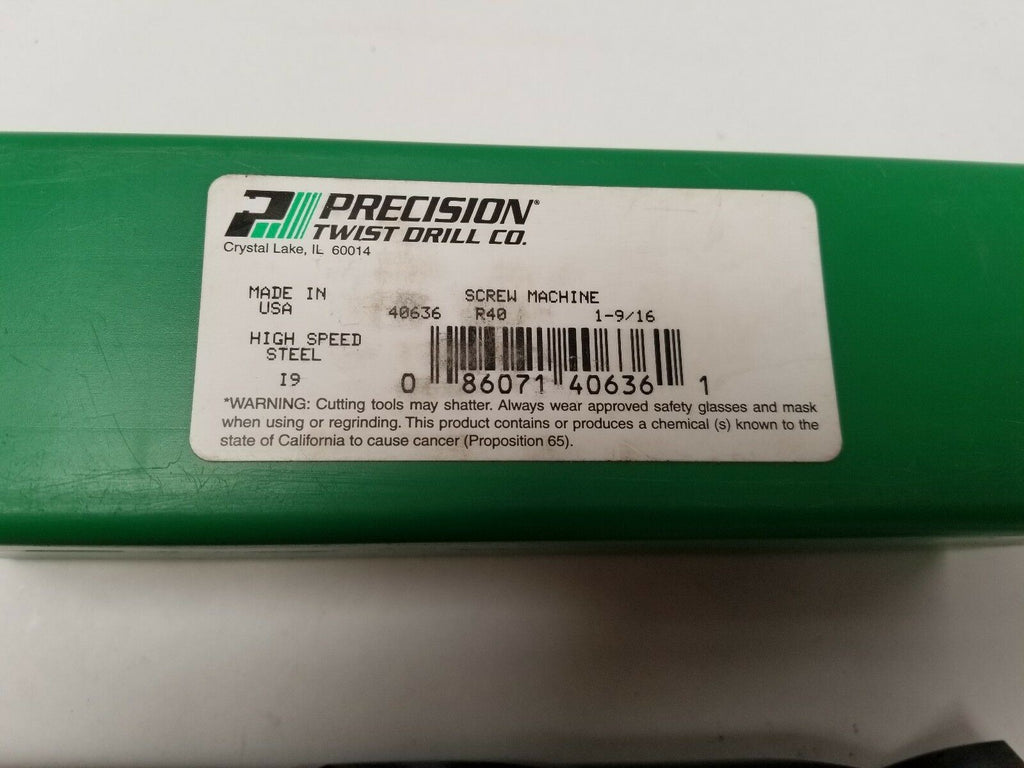 PRECISION®
TWIST DRILL CO.
Crystal Lake, IL 60014
MADE IN
USA
SCREW MACHINE
40636 R40 1-9/16
HIGH SPEED
STEEL
I9
0 86071 40636 1
*WARNING: Cutting tools may shatter. Always wear approved safety glasses and mask
when using or regrinding. This product contains or produces a chemical (s) known to the
state of California to cause cancer (Proposition 65).